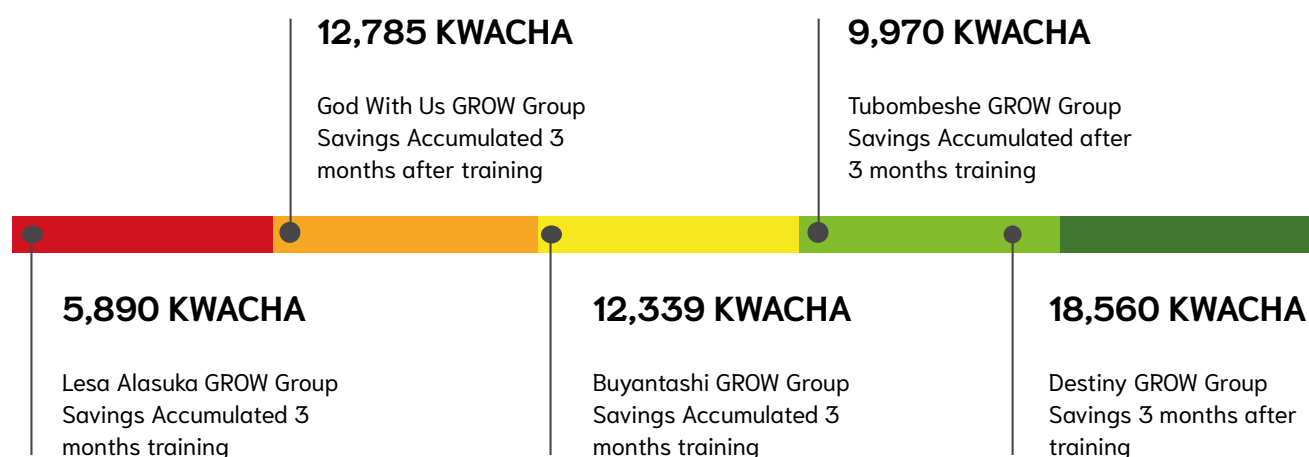 12,785 KWACHA
God With Us GROW Group
Savings Accumulated 3
months after training
9,970 KWACHA
Tubombeshe GROW Group
Savings Accumulated after
3 months training
5,890 KWACHA
Lesa Alasuka GROW Group
Savings Accumulated 3
months training
12,339 KWACHA
Buyantashi GROW Group
Savings Accumulated 3
months training
18,560 KWACHA
Destiny GROW Group
Savings 3 months after
training